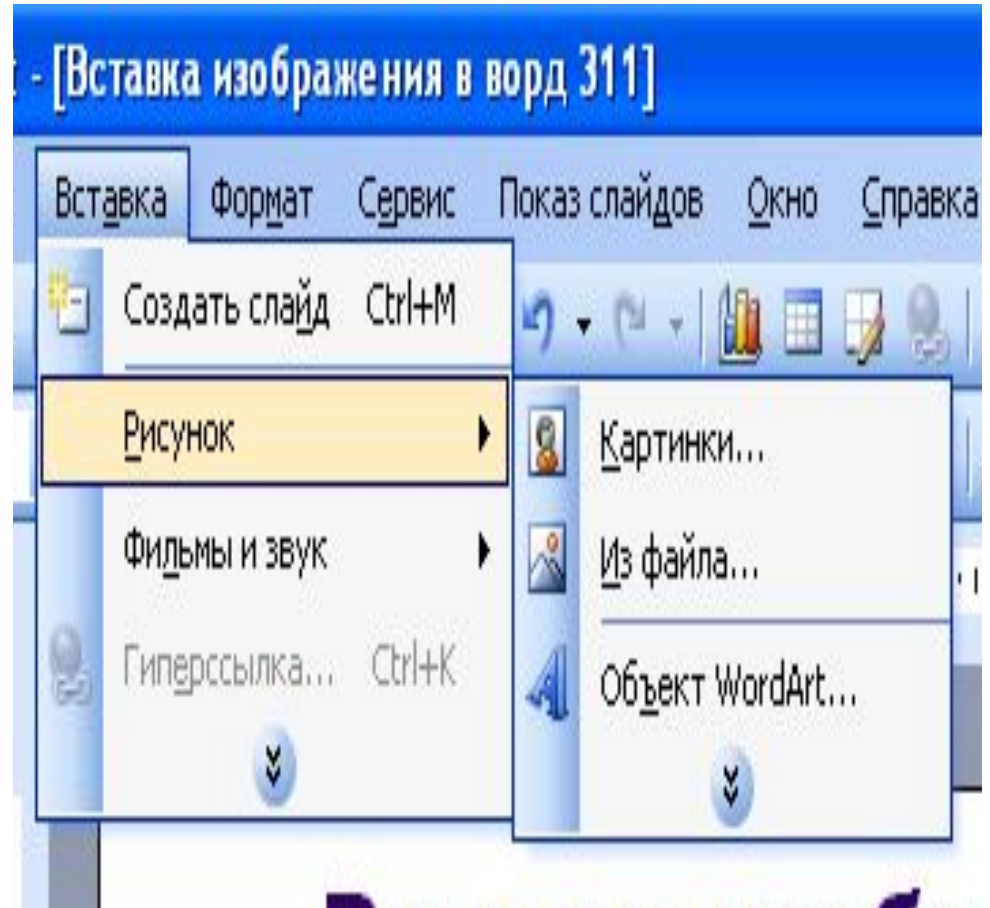 - [Вставка изображения в ворд 311]
Вставка Формат Сервис Показ слайдов Окно Справка
Создать слайд Ctrl+M
Рисунок
Фильмы и звук
Гиперссылка... Ctrl+K
Картинки...
Из файла...
Объект WordArt...